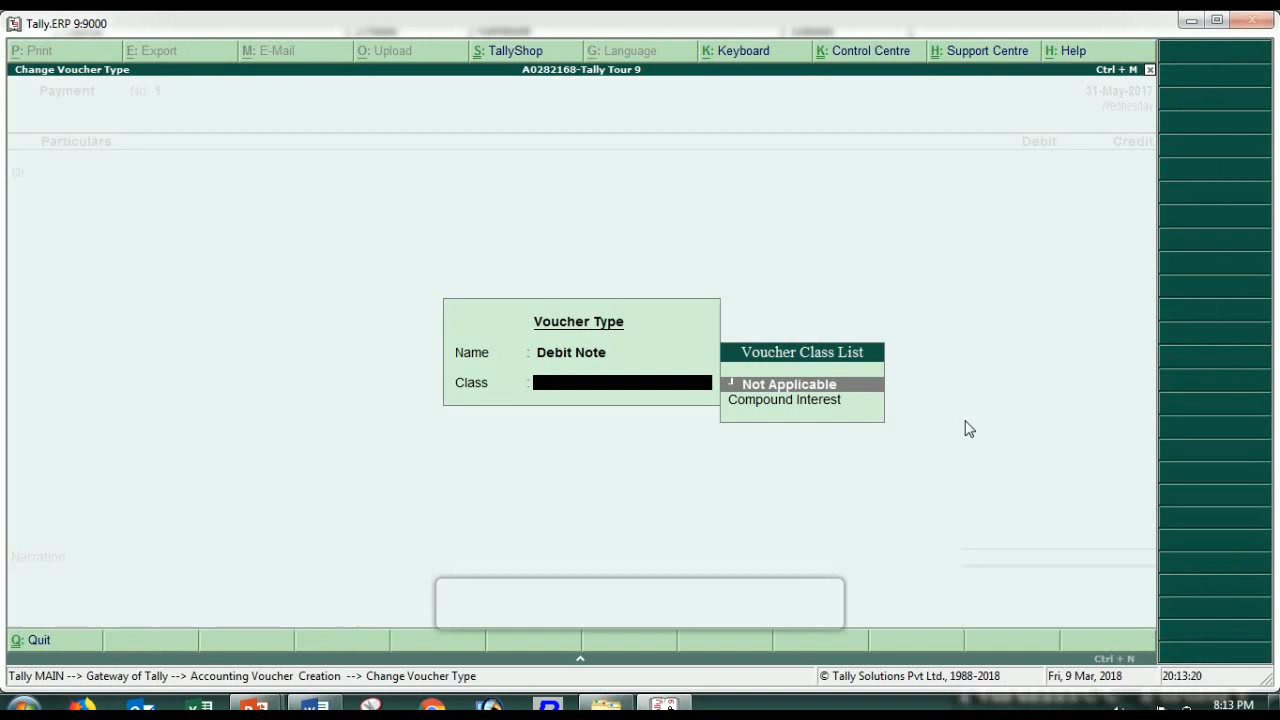 Tally.ERP 9:9000
P: Print E: Export M: E-Mail O: Upload S: TallyShop G: Language K: Keyboard K: Control Centre H: Support Centre H: Help
Change Voucher Type A0282168-Tally Tour 9 Ctrl + M
Payment No. 1 31-May-2017
Wednesday
Particulars Debit Credit
Voucher Type
Name : Debit Note
Class :
Voucher Class List
Not Applicable
Compound Interest
Narration
Q: Quit
Ctrl + N
Tally MAIN --> Gateway of Tally --> Accounting Voucher Creation --> Change Voucher Type © Tally Solutions Pvt Ltd., 1988-2018 Fri, 9 Mar, 2018 20:13:20
8:13 PM